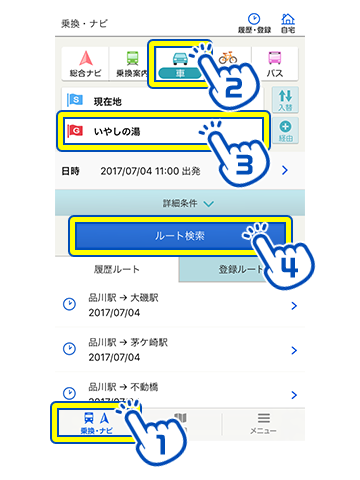 乗換・ナビ
履歴・登録
自宅
総合ナビ
乗換案内
車
バス
2
S
現在地
入替
G
いやしの湯
経由
3
日時
2017/07/04 11:00 出発
詳細条件
ルート検索
4
履歴ルート
登録ルート
品川駅 → 大磯駅
2017/07/04
品川駅 → 茅ケ崎駅
2017/07/04
品川駅 → 不動橋
2017/07/04
乗換・ナビ
1
メニュー